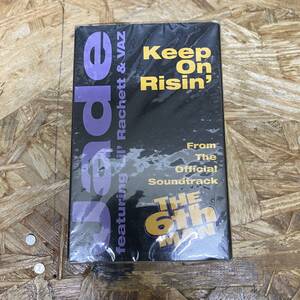 Jade
featuring Lil' Rachett & VAZ
Keep
On
Risin'
From
The
Official
Soundtrack
THE
6th
MAN